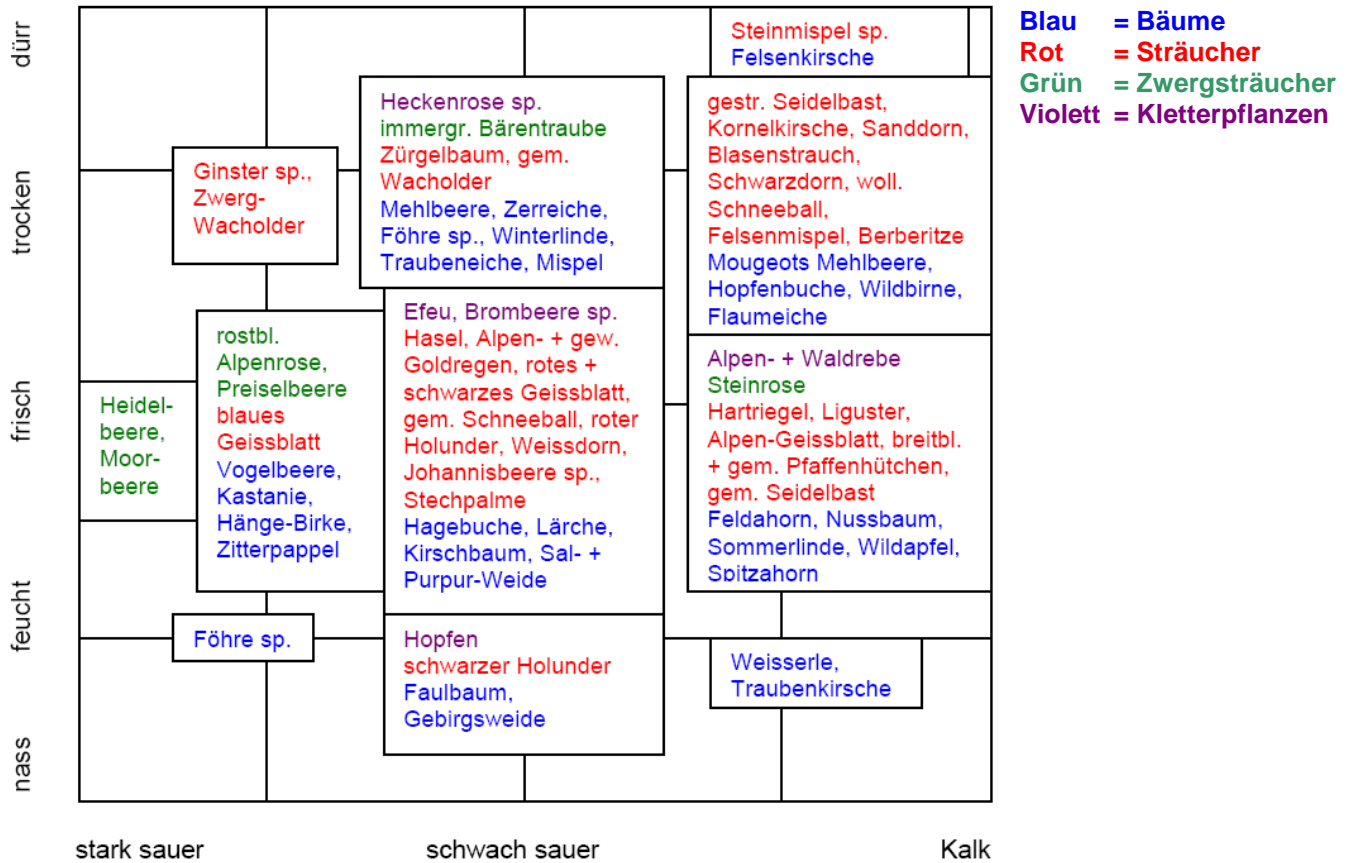 dürr
trocken
frisch
feucht
nass
Steinmispel sp.
Felsenkirsche
Heckenrose sp.
immergr. Bärentraube
Zürgelbaum, gem.
Wacholder
Mehlbeere, Zerreiche,
Föhre sp., Winterlinde,
Traubeneiche, Mispel
gestr. Seidelbast,
Kornelkirsche, Sanddorn,
Blasenstrauch,
Schwarzdorn, woll.
Schneeball,
Felsenmispel, Berberitze
Mougeots Mehlbeere,
Hopfenbuche, Wildbirne,
Flaumeiche
Ginster sp.,
Zwerg-
Wacholder
Efeu, Brombeere sp.
Hasel, Alpen- + gew.
Goldregen, rotes +
schwarzes Geissblatt,
gem. Schneeball, roter
Holunder, Weissdorn,
Johannisbeere sp.,
Stechpalme
Hagebuche, Lärche,
Kirschbaum, Sal- +
Purpur-Weide
rostbl.
Alpenrose,
Preiselbeere
blaues
Geissblatt
Vogelbeere,
Kastanie,
Hänge-Birke,
Zitterpappel
Alpen- + Waldrebe
Steinrose
Hartriegel, Liguster,
Alpen-Geissblatt, breitbl.
+ gem. Pfaffenhütchen,
gem. Seidelbast
Feldahorn, Nussbaum,
Sommerlinde, Wildapfel,
Spitzahorn
Heidel-
beere,
Moor-
beere
Föhre sp.
Hopfen
schwarzer Holunder
Faulbaum,
Gebirgsweide
Weisserle,
Traubenkirsche
stark sauer
schwach sauer
Kalk
Blau = Bäume
Rot = Sträucher
Grün = Zwergsträucher
Violett = Kletterpflanzen